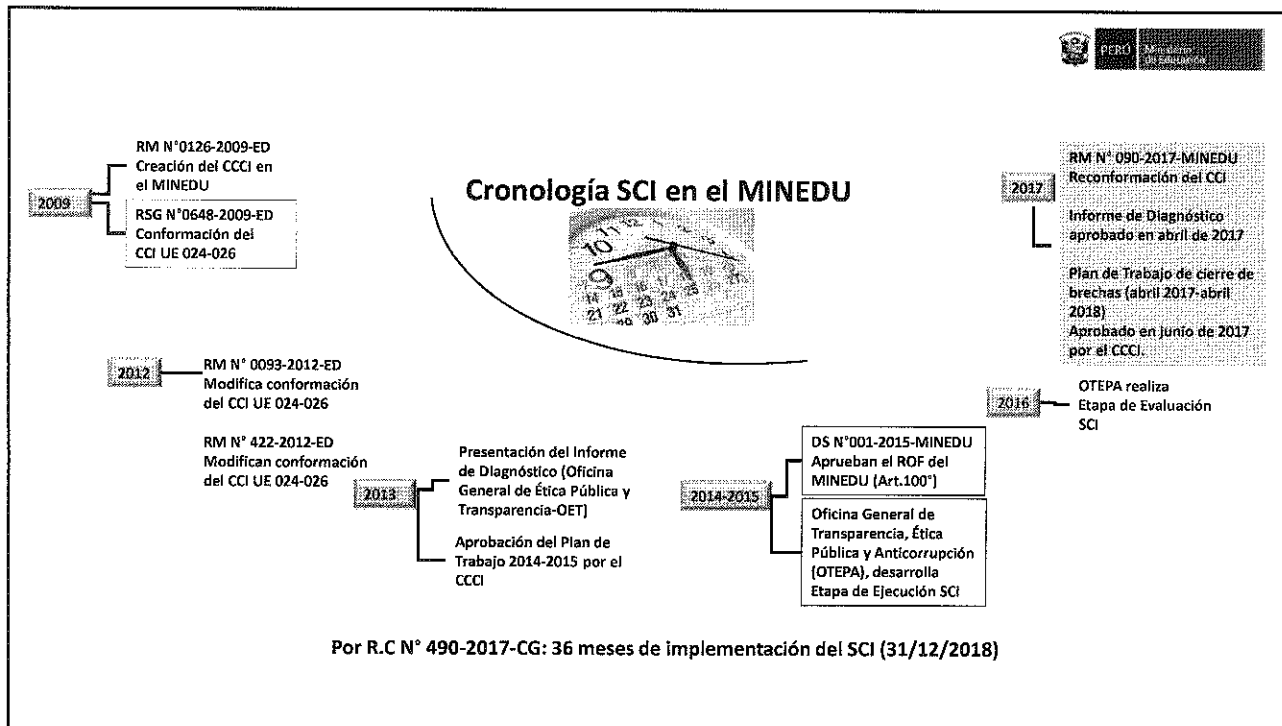 PERÚ
Ministerio
de Educación
Cronología SCI en el MINEDU
2009
RM N°0126-2009-ED
Creación del CCCI en
el MINEDU
RSG N°0648-2009-ED
Conformación del
CCI UE 024-026
2012
RM N° 0093-2012-ED
Modifica conformación
del CCI UE 024-026
RM N° 422-2012-ED
Modifican conformación
del CCI UE 024-026
2013
Presentación del Informe
de Diagnóstico (Oficina
General de Ética Pública y
Transparencia-OET)
Aprobación del Plan de
Trabajo 2014-2015 por el
CCCI
2014-2015
DS N°001-2015-MINEDU
Aprueban el ROF del
MINEDU (Art.100°)
Oficina General de
Transparencia, Ética
Pública y Anticorrupción
(OTEPA), desarrolla
Etapa de Ejecución SCI
2016
OTEPA realiza
Etapa de Evaluación
SCI
2017
RM N° 090-2017-MINEDU
Reconformación del CCI
Informe de Diagnóstico
aprobado en abril de 2017
Plan de Trabajo de cierre de
brechas (abril 2017-abril
2018)
Aprobado en junio de 2017
por el CCCI.
Por R.C N° 490-2017-CG: 36 meses de implementación del SCI (31/12/2018)